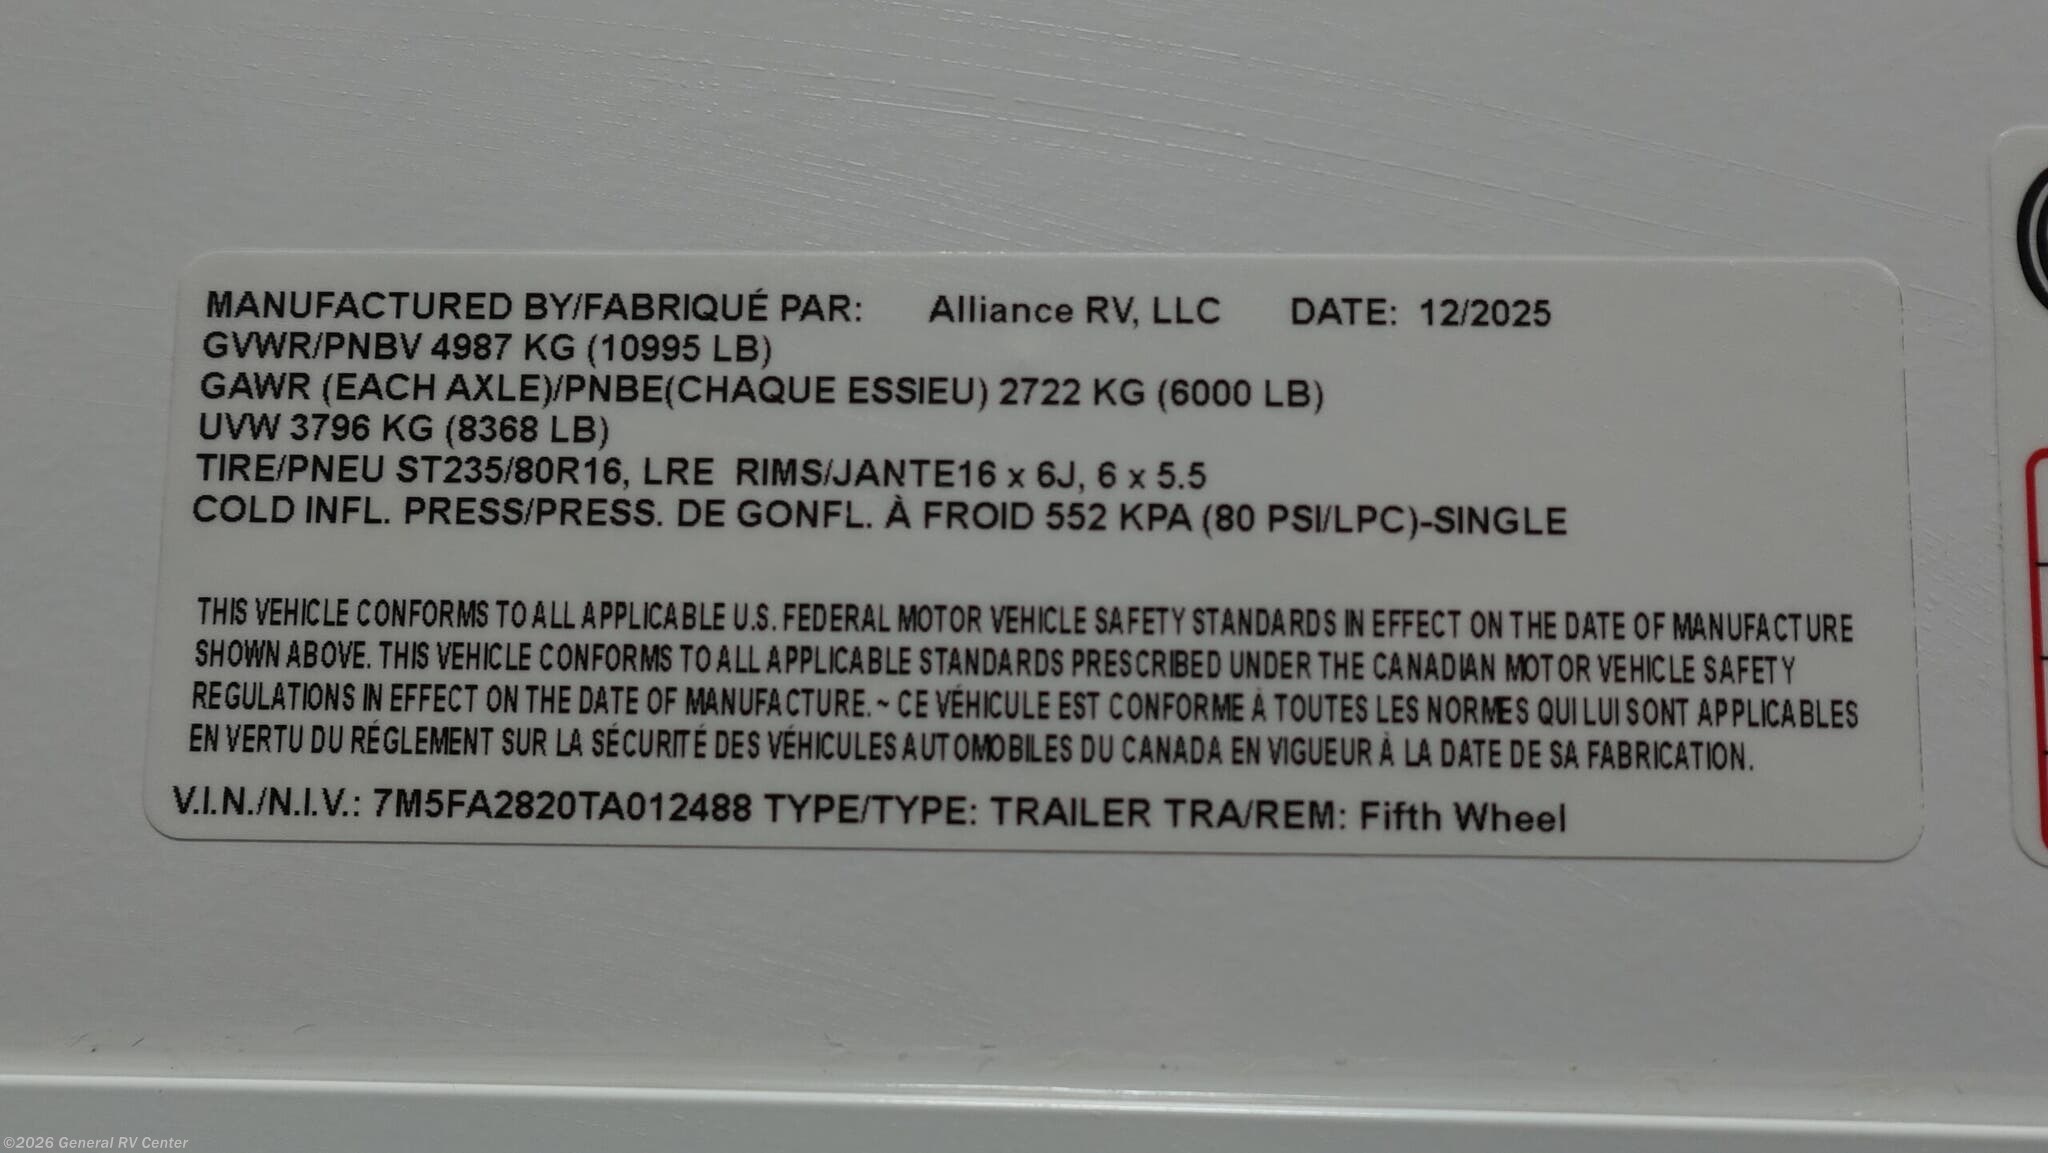 MANUFACTURED BY/FABRIQUÉ PAR: Alliance RV, LLC DATE: 12/2025
GVWR/PNBV 4987 KG (10995 LB)
GAWR (EACH AXLE)/PNBE(CHAQUE ESSIEU) 2722 KG (6000 LB)
UVW 3796 KG (8368 LB)
TIRE/PNEU ST235/80R16, LRE RIMS/JANTE16 x 6J, 6 x 5.5
COLD INFL. PRESS/PRESS. DE GONFL. À FROID 552 KPA (80 PSI/LPC)-SINGLE
THIS VEHICLE CONFORMS TO ALL APPLICABLE U.S. FEDERAL MOTOR VEHICLE SAFETY STANDARDS IN EFFECT ON THE DATE OF MANUFACTURE
SHOWN ABOVE. THIS VEHICLE CONFORMS TO ALL APPLICABLE STANDARDS PRESCRIBED UNDER THE CANADIAN MOTOR VEHICLE SAFETY
REGULATIONS IN EFFECT ON THE DATE OF MANUFACTURE. ~ CE VÉHICULE EST CONFORME À TOUTES LES NORMES QUI LUI SONT APPLICABLES
EN VERTU DU RÉGLEMENT SUR LA SÉCURITÉ DES VÉHICULES AUTOMOBILES DU CANADA EN VIGUEUR À LA DATE DE SA FABRICATION.
V.I.N./N.I.V.: 7M5FA2820TA012488 TYPE/TYPE: TRAILER TRA/REM: Fifth Wheel
©2026 General RV Center